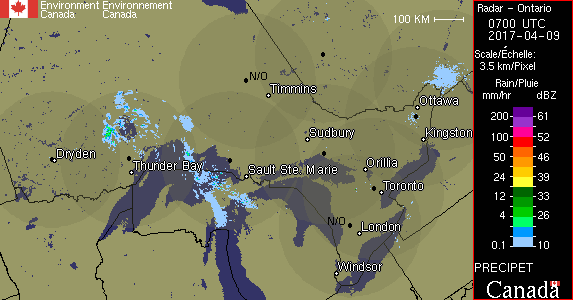 Environment Environnement
Canada Canada
100 KM
N/O
Timmins
Ottawa
Sudbury
Kingston
Dryden
Thunder Bay
Sault Ste. Marie
Orillia
Toronto
N/O
London
Windsor
Radar - Ontario
0700 UTC
2017-04-09
Scale/Échelle:
3.5 km/Pixel
Rain/Pluie
mm/hr dBZ
200 61
100 52
50 46
24 39
12 33
4 26
0.1 10
PRECIPET
Canada